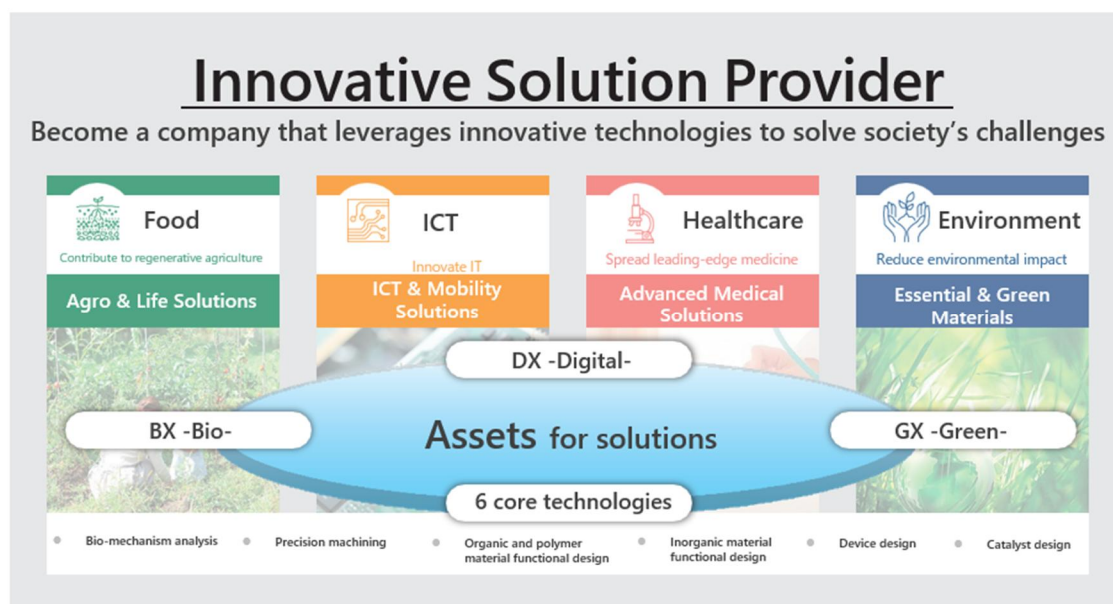 Innovative Solution Provider
Become a company that leverages innovative technologies to solve society's challenges
Food
Contribute to regenerative agriculture
Agro & Life Solutions
ICT
Innovate IT
ICT & Mobility
Solutions
Healthcare
Spread leading-edge medicine
Advanced Medical
Solutions
Environment
Reduce environmental impact
Essential & Green
Materials
DX -Digital-
BX -Bio-
Assets for solutions
GX -Green-
6 core technologies
Bio-mechanism analysis
Precision machining
Organic and polymer
material functional design
Inorganic material
functional design
Device design
Catalyst design